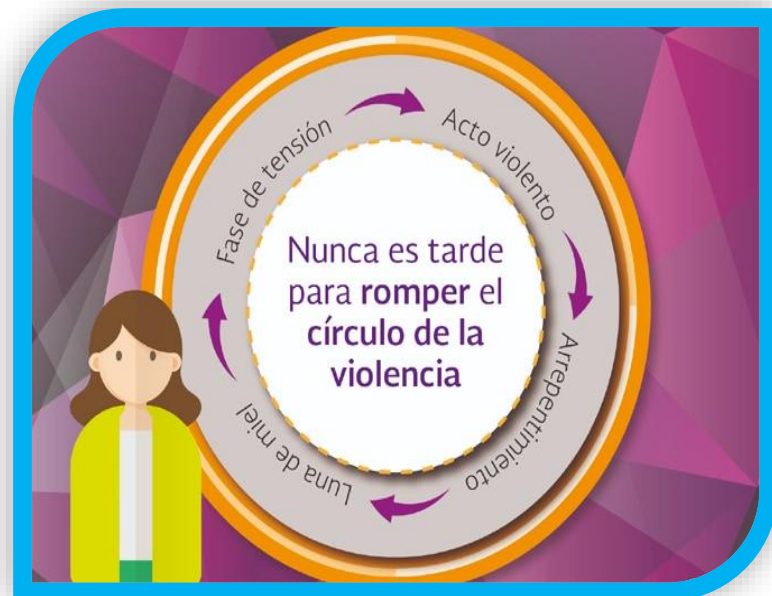 Fase de tensión
Acto violento
Arrepentimiento
Luna de miel
Nunca es tarde
para romper el
círculo de la
violencia